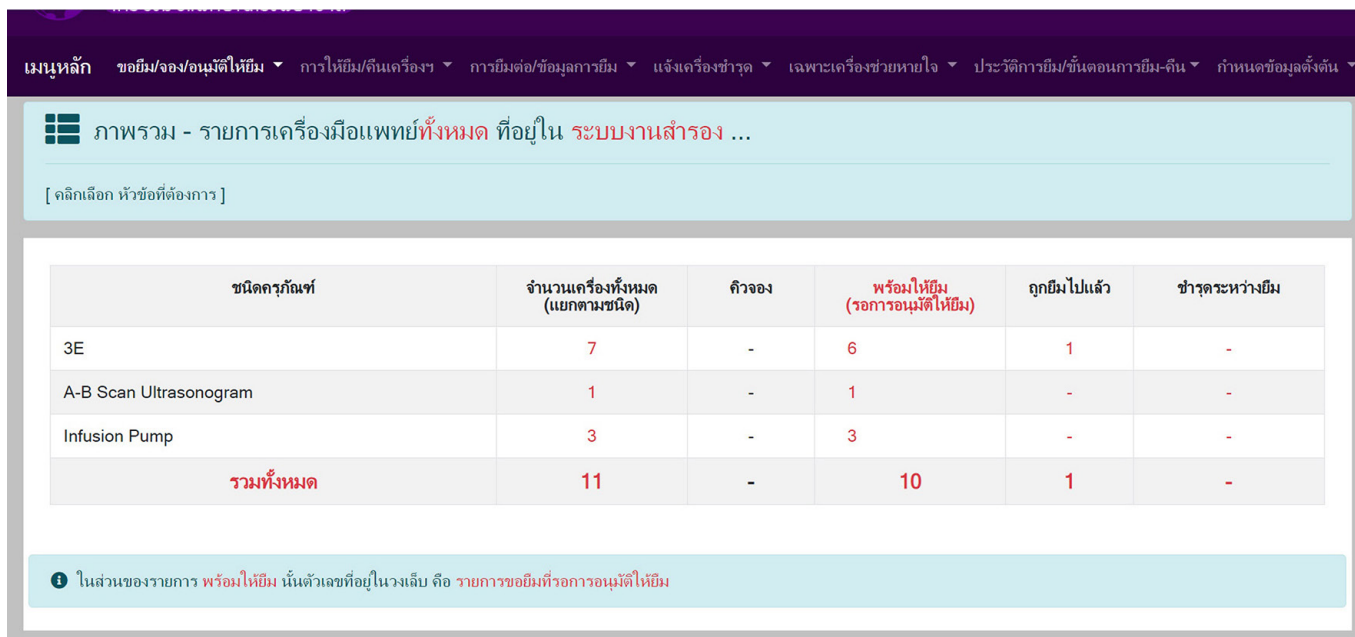 เมนูหลัก ขอยืม/จอง/อนุมัติให้ยืม การให้ยืม/คืนเครื่องฯ การยืมต่อ/ข้อมูลการยืม แจ้งเครื่องชำรุด เฉพาะเครื่องช่วยหายใจ ประวัติการยืม/ขั้นตอนการยืม-คืน กำหนดข้อมูลตั้งต้น
ภาพรวม - รายการเครื่องมือแพทย์ทั้งหมด ที่อยู่ใน ระบบงานสำรอง ...
[ คลิกเลือก หัวข้อที่ต้องการ ]
ชนิดครุภัณฑ์ จำนวนเครื่องทั้งหมด (แยกตามชนิด) คิวจอง พร้อมให้ยืม (รอการอนุมัติให้ยืม) ถูกยืมไปแล้ว ชำรุดระหว่างยืม
3E 7 - 6 1 -
A-B Scan Ultrasonogram 1 - 1 - -
Infusion Pump 3 - 3 - -
รวมทั้งหมด 11 - 10 1 -
ในส่วนของรายการ พร้อมให้ยืม นั้นตัวเลขที่อยู่ในวงเล็บ คือ รายการขอยืมที่รอการอนุมัติให้ยืม